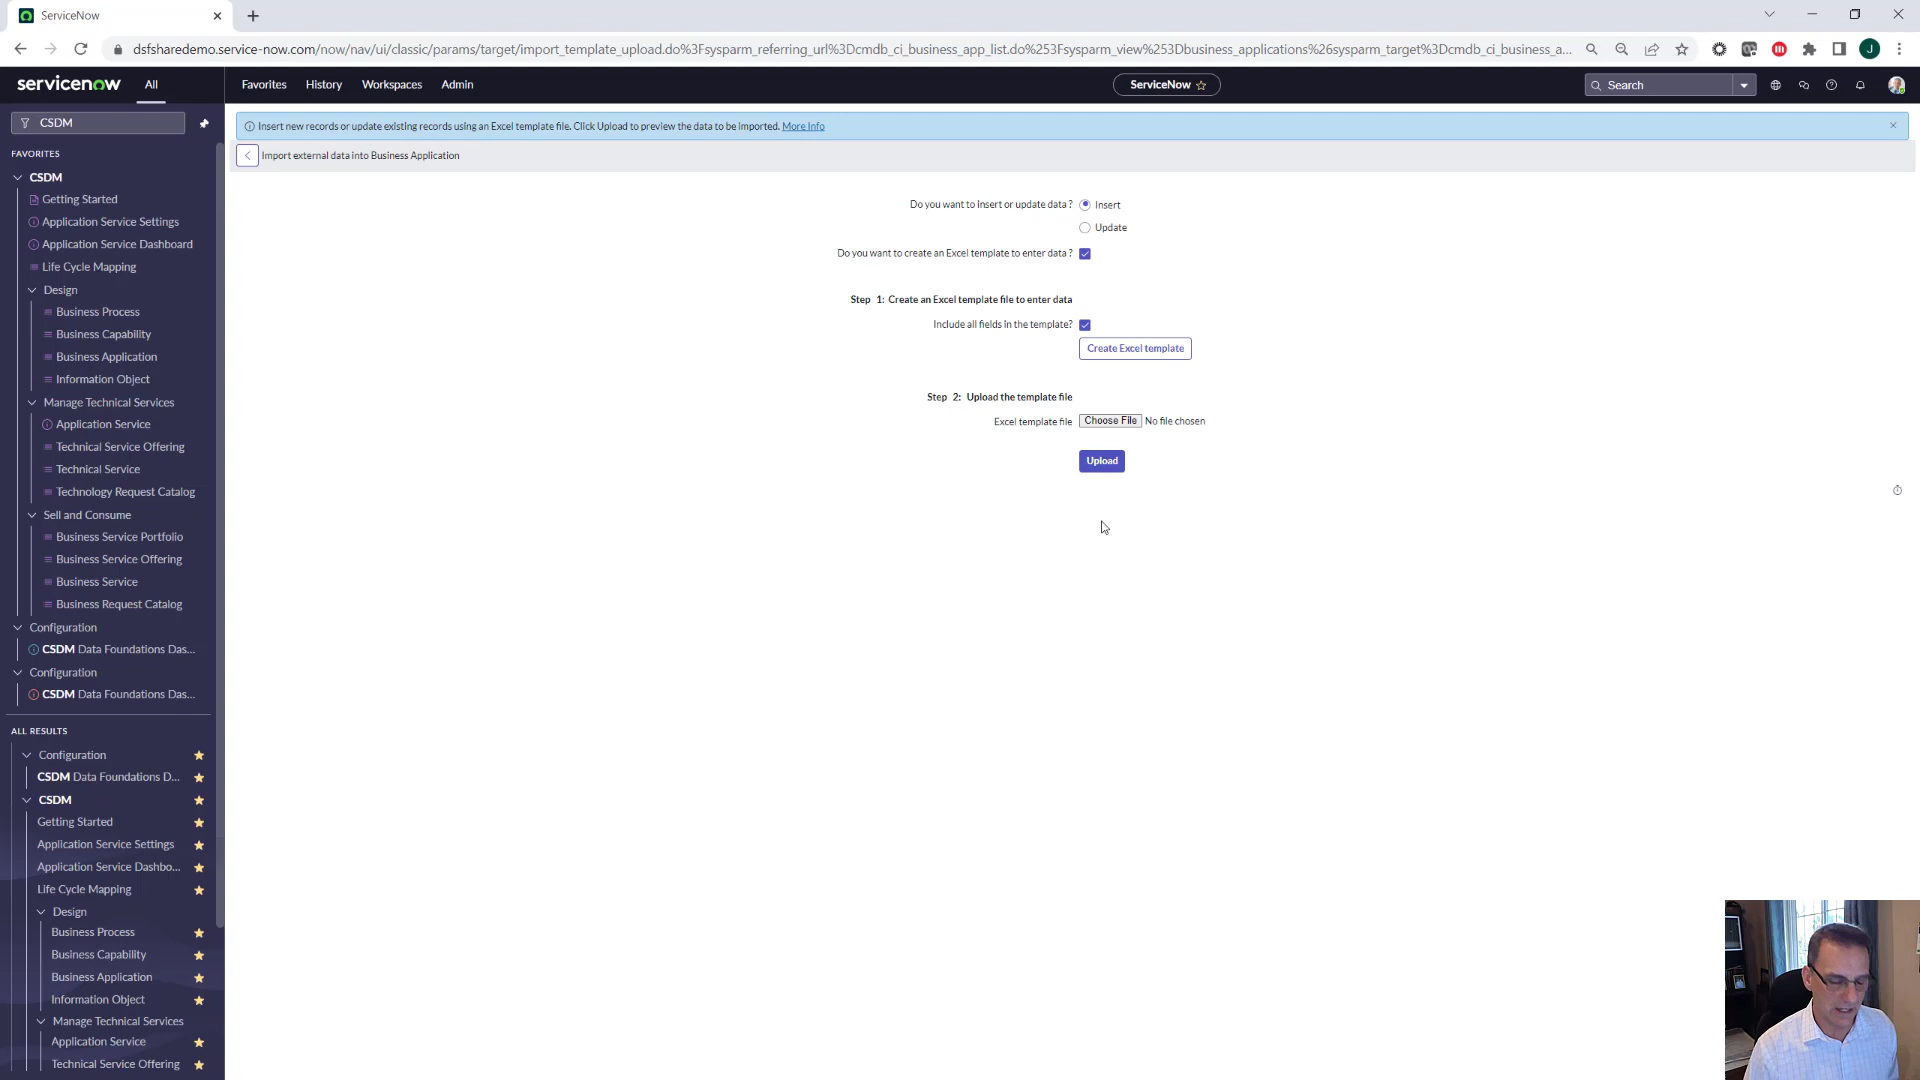 ServiceNow
dsfsharedemo.service-now.com/now/nav/ui/classic/params/target/import_template_upload.do%3Fsysparm_referring_url%3Dcmdb_ci_business_app_list.do%253Fsysparm_view%253Dbusiness_applications%26sysparm_target%3Dcmdb_ci_business_a...
J
servicenow
All
Favorites
History
Workspaces
Admin
ServiceNow
Search
CSDM
Insert new records or update existing records using an Excel template file. Click Upload to preview the data to be imported. More Info
Import external data into Business Application
Do you want to insert or update data ?
Insert
Update
Do you want to create an Excel template to enter data ?
Step 1: Create an Excel template file to enter data
Include all fields in the template?
Create Excel template
Step 2: Upload the template file
Excel template file
Choose File No file chosen
Upload
FAVORITES
CSDM
Getting Started
Application Service Settings
Application Service Dashboard
Life Cycle Mapping
Design
Business Process
Business Capability
Business Application
Information Object
Manage Technical Services
Application Service
Technical Service Offering
Technical Service
Technology Request Catalog
Sell and Consume
Business Service Portfolio
Business Service Offering
Business Service
Business Request Catalog
Configuration
CSDM Data Foundations Das...
Configuration
CSDM Data Foundations Das...
ALL RESULTS
Configuration
CSDM Data Foundations D...
CSDM
Getting Started
Application Service Settings
Application Service Dashbo...
Life Cycle Mapping
Design
Business Process
Business Capability
Business Application
Information Object
Manage Technical Services
Application Service
Technical Service Offering